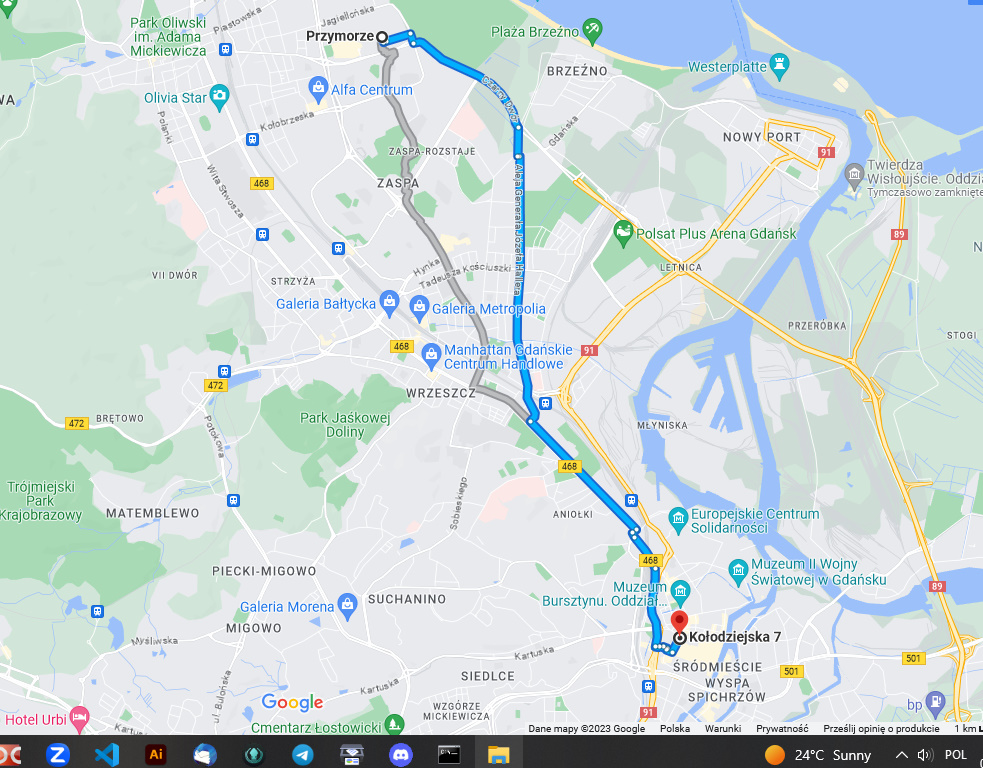 Jagiellońska
Piastowska
Park Oliwski
im. Adama
Mickiewicza
Przymorze
Plaża Brzeźno
BRZEŹNO
Westerplatte
WA
Olivia Star
Alfa Centrum
Kołobrzeska
Polanki
Czarny Dwór
Gdańska
NOWY PORT
91
ZASPA-ROZSTAJE
ZASPA
Wita Stwosza
468
Twierdza
Wisłoujście. Oddzia
Tymczasowo zamknięte
Aleja Generała Józefa Hallera
Polsat Plus Arena Gdańsk
89
N
VII DWÓR
STRZYŻA
Hynka
Tadeusza Kościuszki
LETNICA
Galeria Bałtycka
Galeria Metropolia
PRZERÓBKA
STOGI
468
Manhattan Gdańskie
Centrum Handlowe
91
472
WRZESZCZ
472
BRĘTOWO
Potokowa
Park Jaśkowej
Doliny
MŁYNISKA
468
Trójmiejski
Park
Krajobrazowy
MATEMBLEWO
Sobieskiego
ANIOŁKI
Europejskie Centrum
Solidarności
468
PIECKI-MIGOWO
Muzeum II Wojny
Światowej w Gdańsku
89
Muzeum
Bursztynu. Oddział...
Galeria Morena
SUCHANINO
MIGOWO
Myśliwska
Kołodziejska 7
Kartuska
501
ŚRÓDMIEŚCIE
501
SIEDLCE
WYSPA
SPICHRZÓW
Kartuska
ul. Bulońska
Google
WZGÓRZE
MICKIEWICZA
91
bp
Hotel Urbi
Kartuska
Cmentarz Łostowicki
Dane mapy ©2023 Google Polska Warunki Prywatność Prześlij opinię o produkcie 1 km
Z
Ai
24°C Sunny
POL